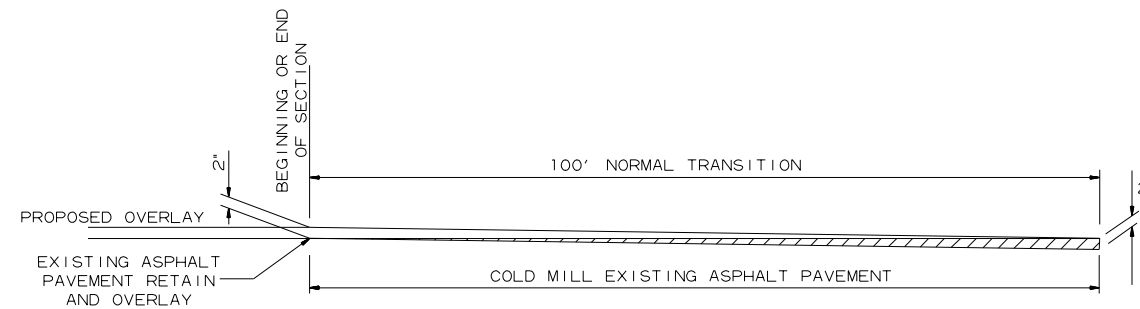 BEGINNING OR END
OF SECTION
2"
100' NORMAL TRANSITION
PROPOSED OVERLAY
EXISTING ASPHALT
PAVEMENT RETAIN
AND OVERLAY
COLD MILL EXISTING ASPHALT PAVEMENT